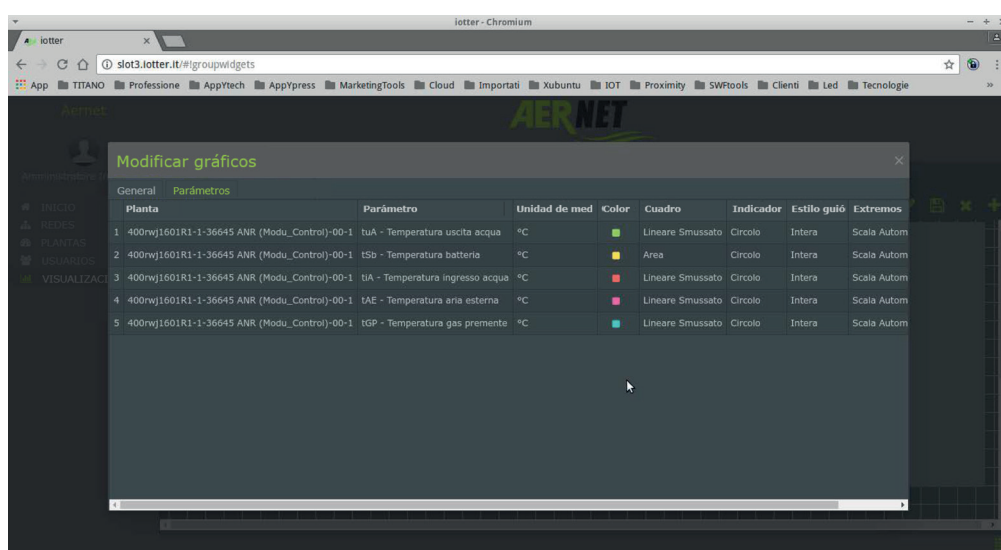 iotter - Chromium
iotter
slot3.iotter.it/#!groupwidgets
App TITANO Professione AppYtech AppYpress MarketingTools Cloud Importati Xubuntu IOT Proximity SWFtools Clienti Led Tecnologie »
Aernet
AERNET
Modificar gráficos
General Parámetros
INICIO
REDES
PLANTAS
USUARIOS
VISUALIZACI
Planta Parámetro Unidad de med Color Cuadro Indicador Estilo guió Extremos
1 400rwj1601R1-1-36645 ANR (Modu_Control)-00-1 tuA - Temperatura uscita acqua °C Lineare Smussato Circolo Intera Scala Autom
2 400rwj1601R1-1-36645 ANR (Modu_Control)-00-1 tSb - Temperatura batteria °C Area Circolo Intera Scala Autom
3 400rwj1601R1-1-36645 ANR (Modu_Control)-00-1 tiA - Temperatura ingresso acqua °C Lineare Smussato Circolo Intera Scala Autom
4 400rwj1601R1-1-36645 ANR (Modu_Control)-00-1 tAE - Temperatura aria esterna °C Lineare Smussato Circolo Intera Scala Autom
5 400rwj1601R1-1-36645 ANR (Modu_Control)-00-1 tGP - Temperatura gas premente °C Lineare Smussato Circolo Intera Scala Autom